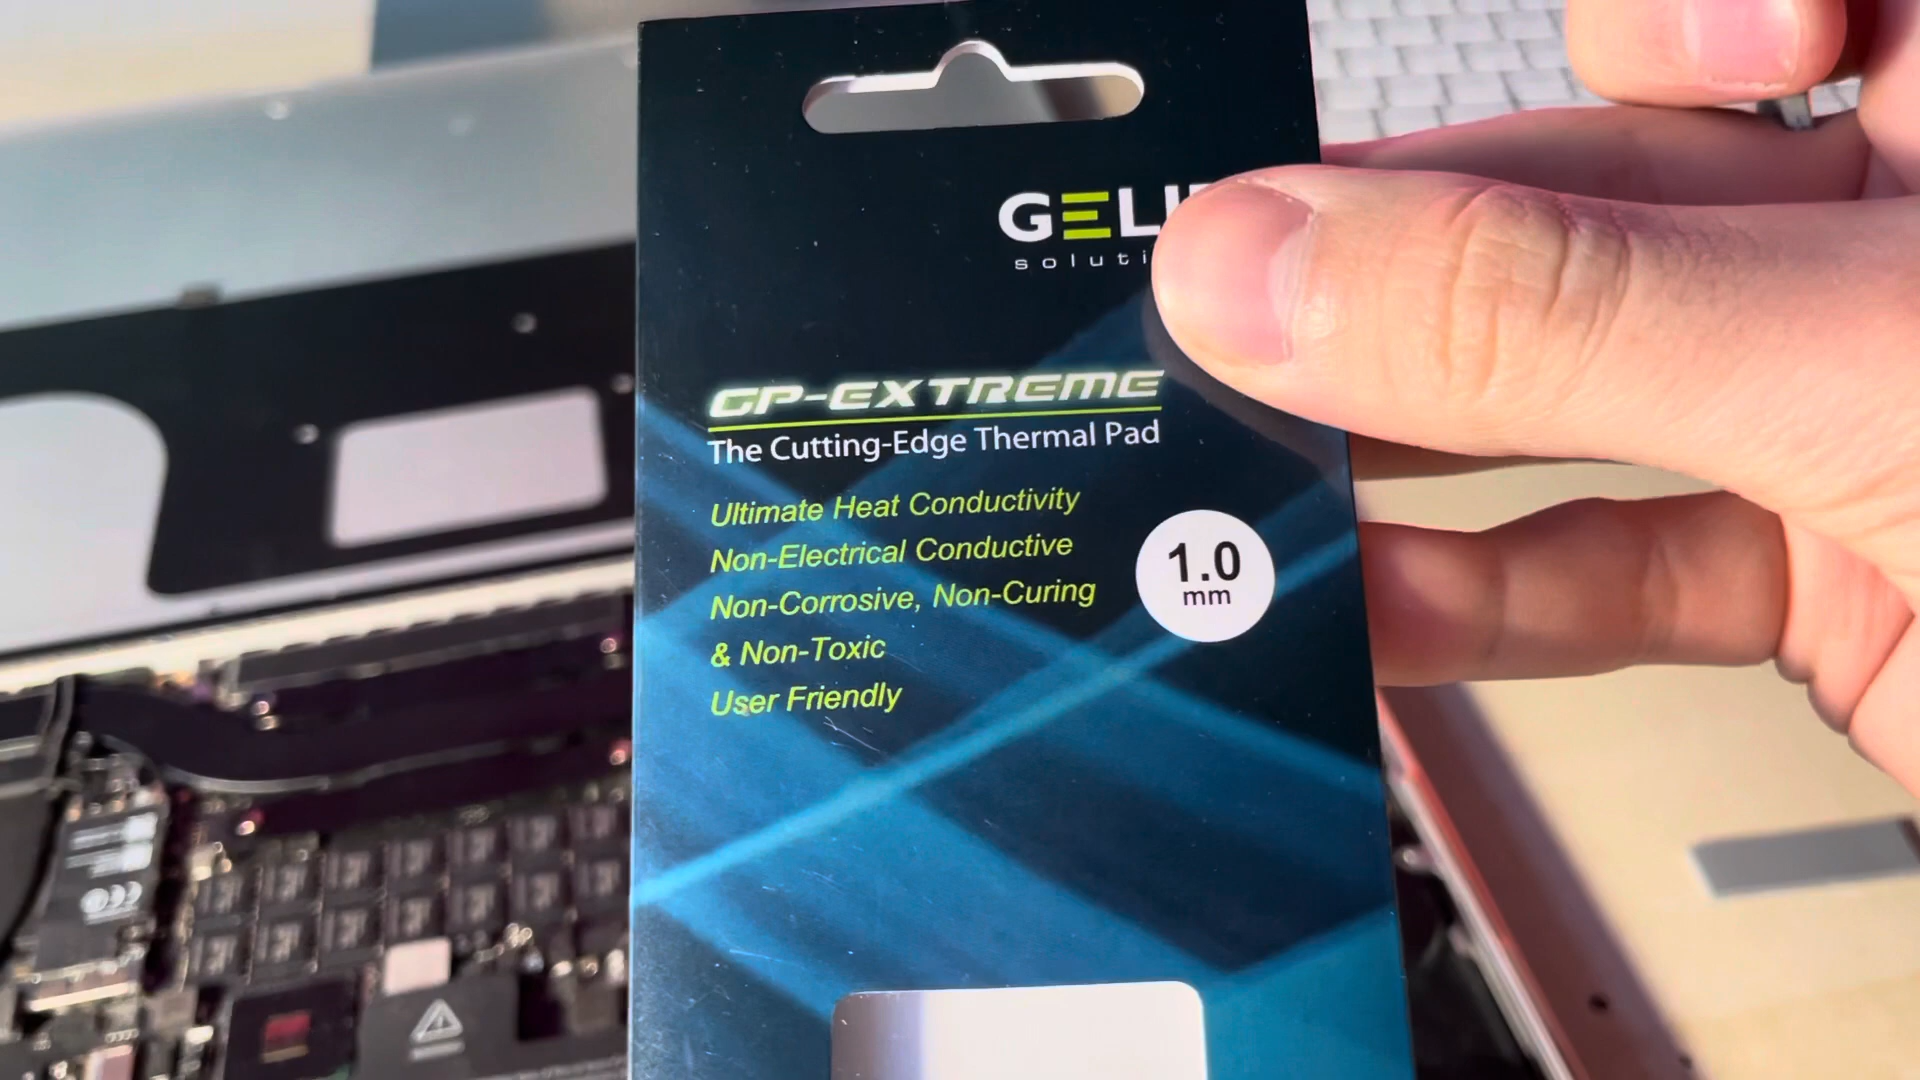 GELI
soluti
GP-EXTREME
The Cutting-Edge Thermal Pad
Ultimate Heat Conductivity
Non-Electrical Conductive
Non-Corrosive, Non-Curing
& Non-Toxic
User Friendly
1.0
mm